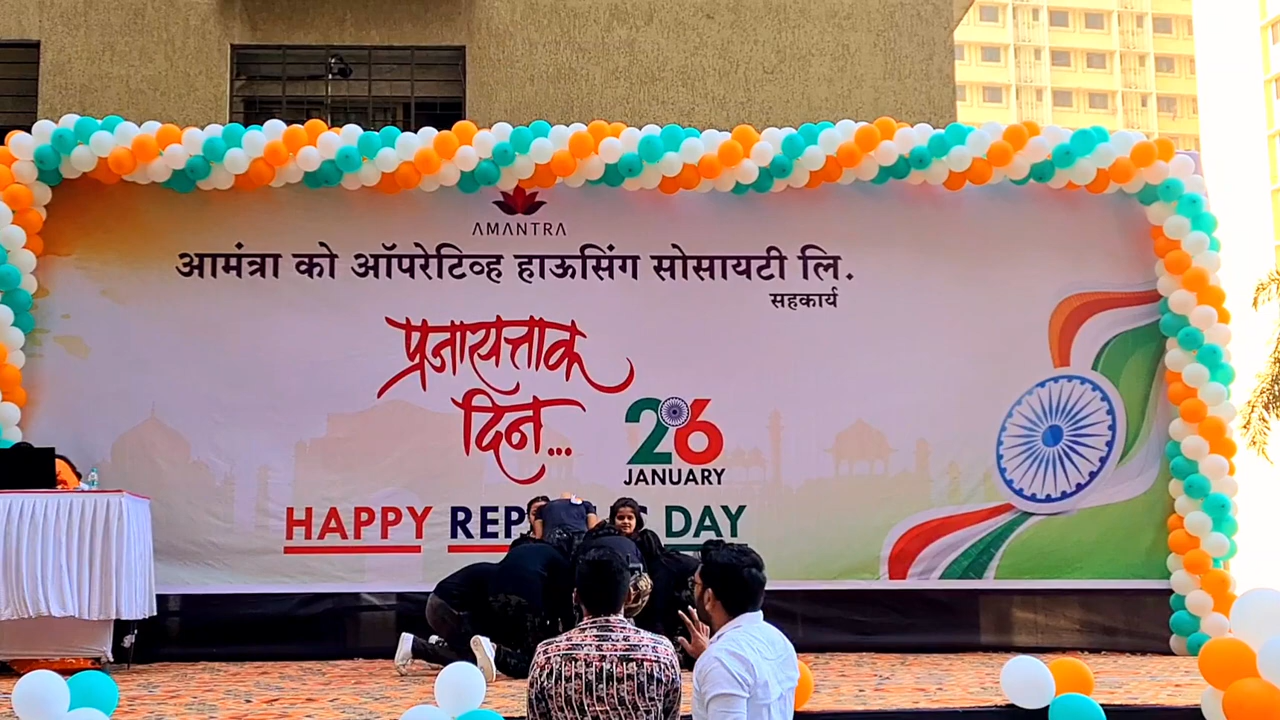 AMANTRA
आमंत्रा को ऑपरेटिव्ह हाऊसिंग सोसायटी लि.
सहकार्य
प्रजासत्ताक
दिन...
26
JANUARY
HAPPY DAY